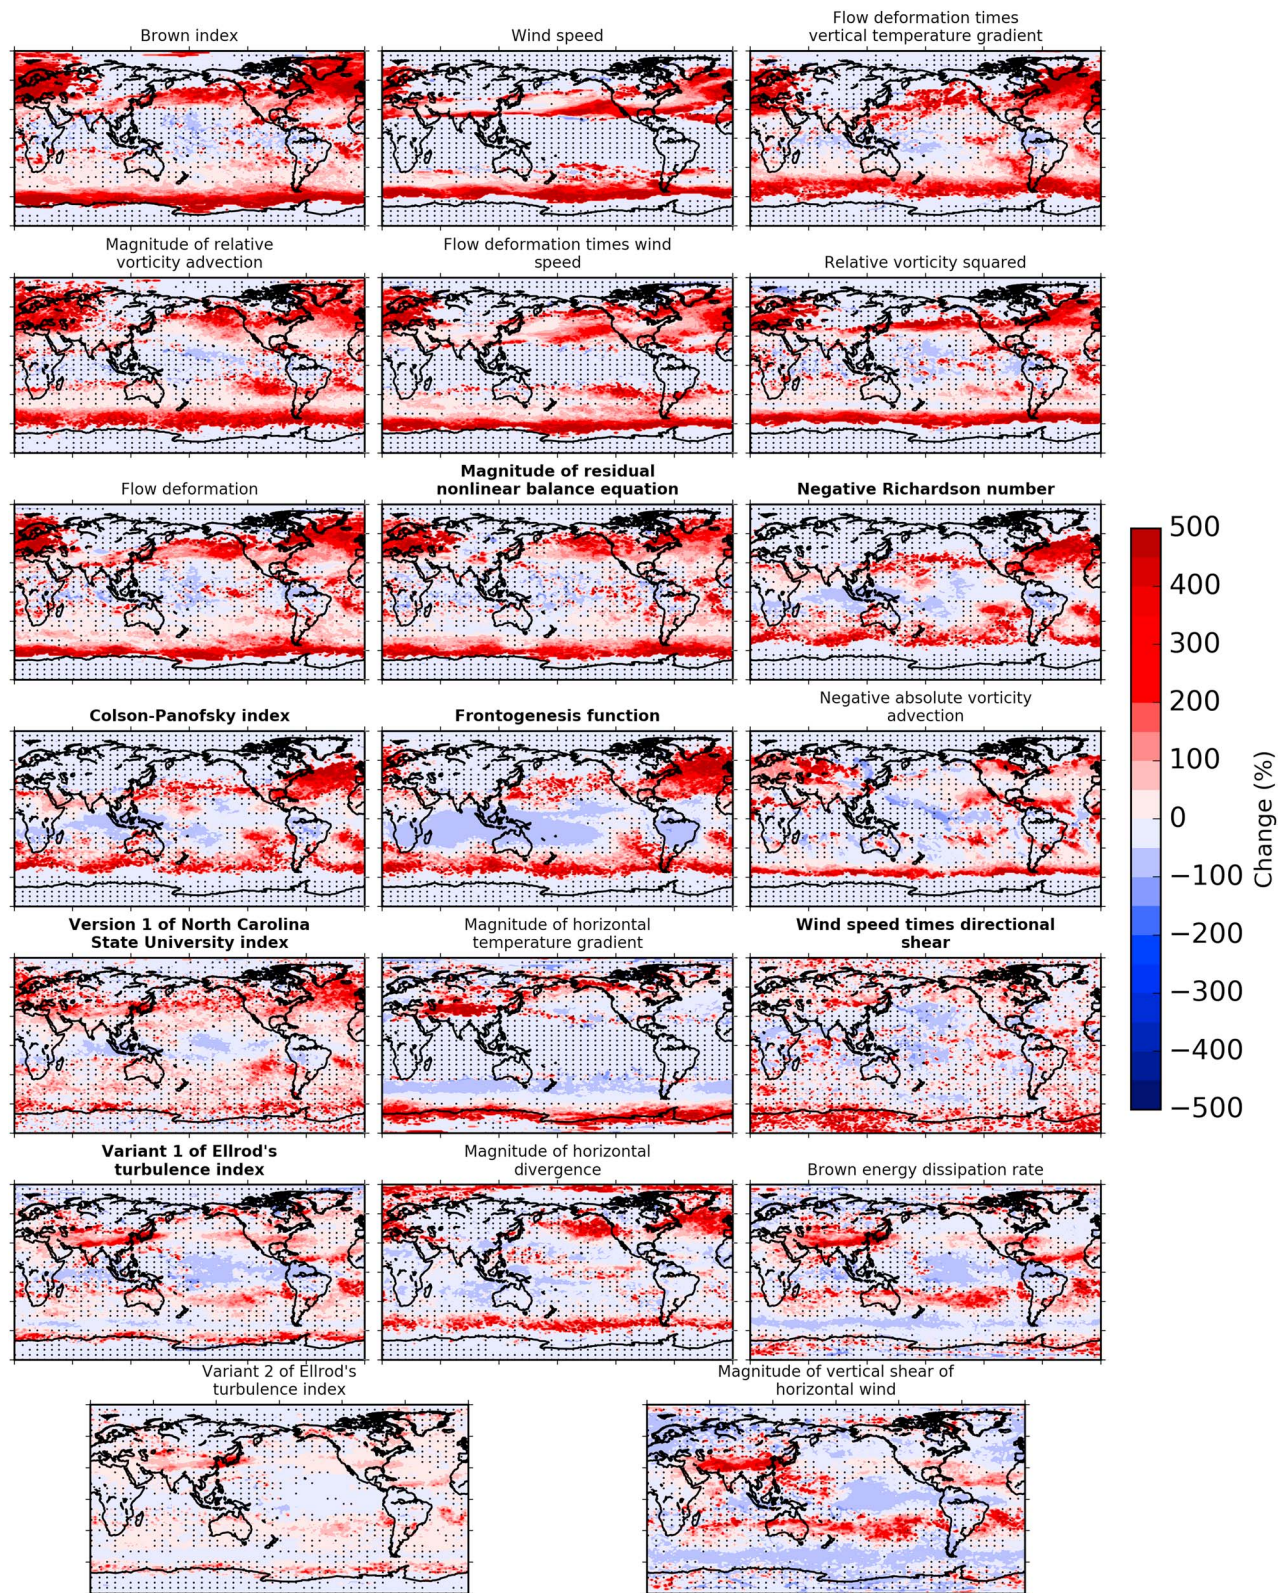 Brown index
Wind speed
Flow deformation times
vertical temperature gradient
Magnitude of relative
vorticity advection
Flow deformation times wind
speed
Relative vorticity squared
Flow deformation
Magnitude of residual
nonlinear balance equation
Negative Richardson number
Colson-Panofsky index
Frontogenesis function
Negative absolute vorticity
advection
Version 1 of North Carolina
State University index
Magnitude of horizontal
temperature gradient
Wind speed times directional
shear
Variant 1 of Ellrod's
turbulence index
Magnitude of horizontal
divergence
Brown energy dissipation rate
Variant 2 of Ellrod's
turbulence index
Magnitude of vertical shear of
horizontal wind
500
400
300
200
100
0
−100
−200
−300
−400
−500
Change (%)